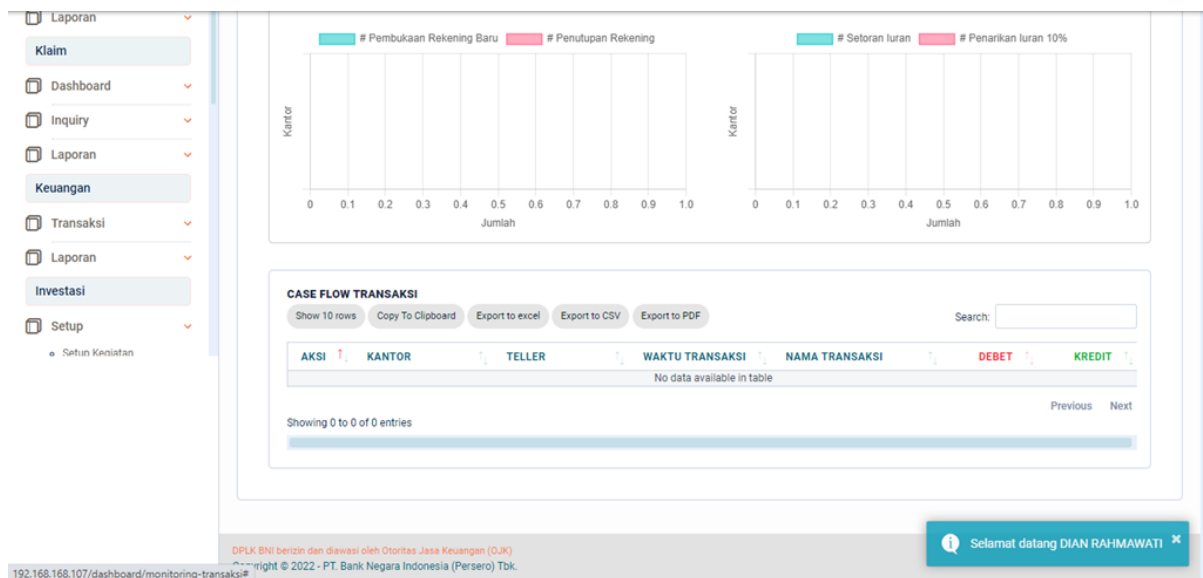 Laporan
Klaim
Dashboard
Inquiry
Laporan
Keuangan
Transaksi
Laporan
Investasi
Setup
Setup Kegiatan
# Pembukaan Rekening Baru # Penutupan Rekening
Kantor
0 0.1 0.2 0.3 0.4 0.5 0.6 0.7 0.8 0.9 1.0
Jumlah
# Setoran Iuran # Penarikan Iuran 10%
Kantor
0 0.1 0.2 0.3 0.4 0.5 0.6 0.7 0.8 0.9 1.0
Jumlah
CASE FLOW TRANSAKSI
Show 10 rows Copy To Clipboard Export to excel Export to CSV Export to PDF Search:
AKSI KANTOR TELLER WAKTU TRANSAKSI NAMA TRANSAKSI DEBET KREDIT
No data available in table
Previous Next
Showing 0 to 0 of 0 entries
Selamat datang DIAN RAHMAWATI ×
DPLK BNI berizin dan diawasi oleh Otoritas Jasa Keuangan (OJK)
© 2022 - PT. Bank Negara Indonesia (Persero) Tbk.
192.168.168.107/dashboard/monitoring-transaksi#